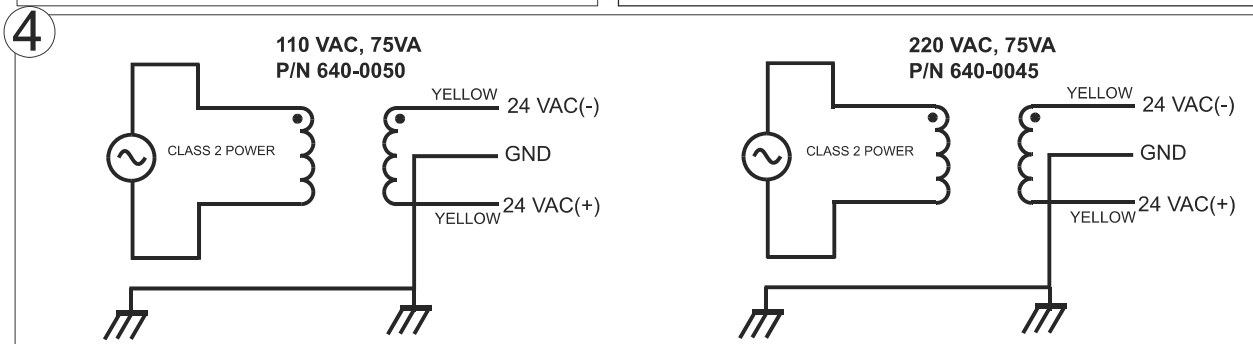 4
110 VAC, 75VA
P/N 640-0050
YELLOW
24 VAC(-)
CLASS 2 POWER
GND
24 VAC(+)
YELLOW
220 VAC, 75VA
P/N 640-0045
YELLOW
24 VAC(-)
CLASS 2 POWER
GND
24 VAC(+)
YELLOW